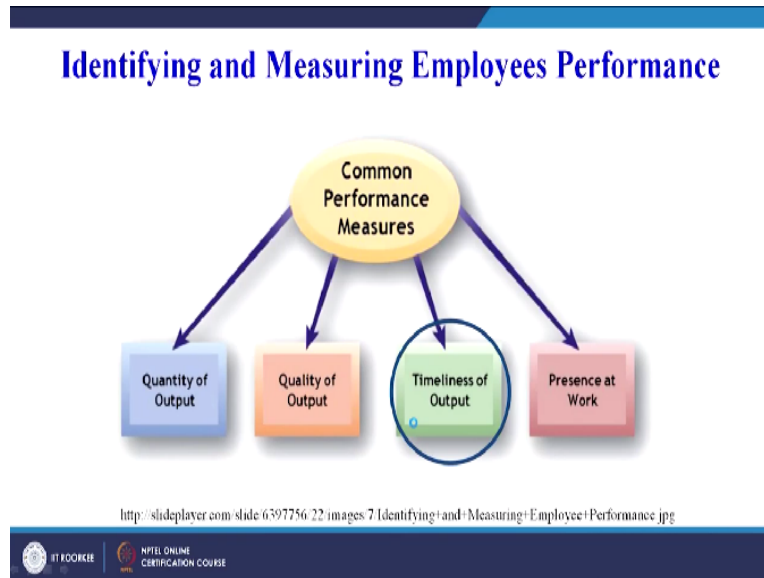 Identifying and Measuring Employees Performance
Common
Performance
Measures
Quantity of
Output
Quality of
Output
Timeliness of
Output
Presence at
Work
http://slideplayer.com/slide/6397756/22/images/7/Identifying+and+Measuring+Employee+Performance.jpg
IIT ROORKEE
NPTEL ONLINE
CERTIFICATION COURSE